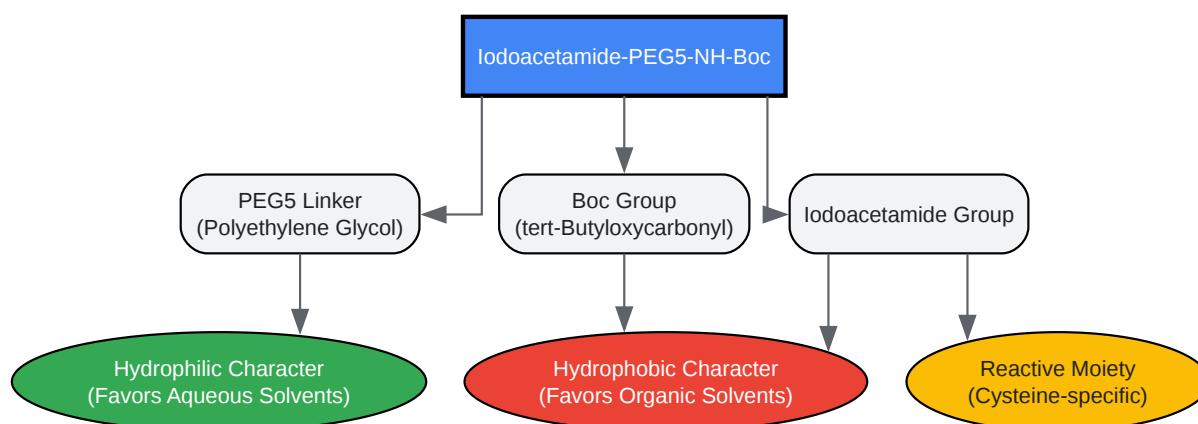 Iodoacetamide-PEG5-NH-Boc
PEG5 Linker
(Polyethylene Glycol)
Boc Group
(tert-Butyloxycarbonyl)
Iodoacetamide Group
Hydrophilic Character
(Favors Aqueous Solvents)
Hydrophobic Character
(Favors Organic Solvents)
Reactive Moiety
(Cysteine-specific)